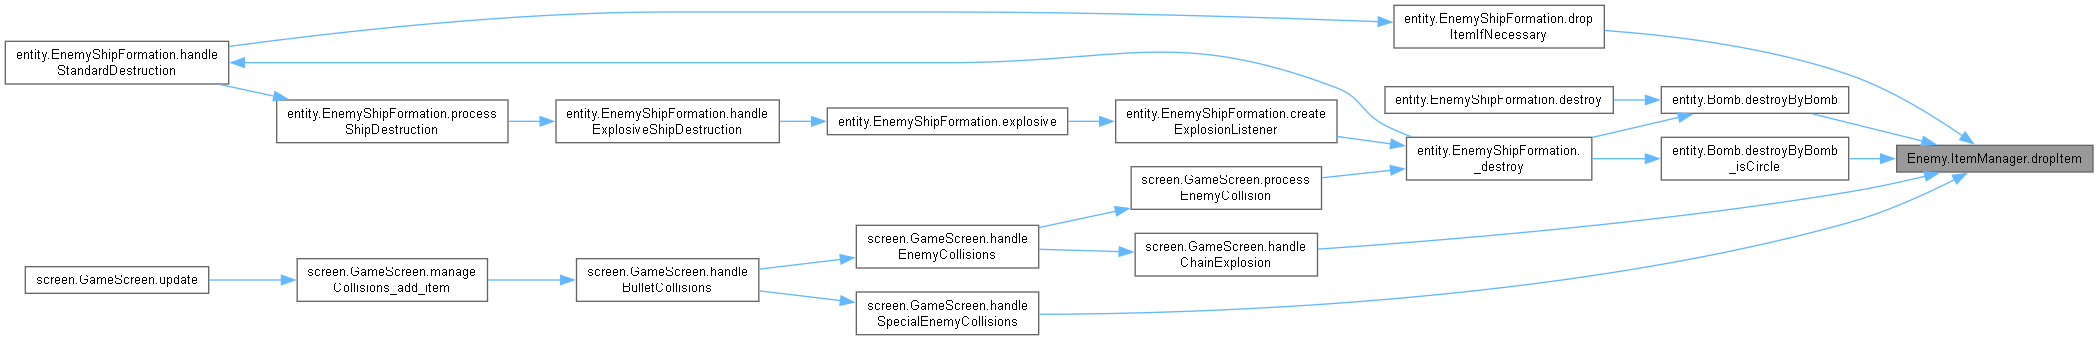 entity.EnemyShipFormation.drop
ItemIfNecessary
entity.EnemyShipFormation.handle
StandardDestruction
entity.EnemyShipFormation.destroy
entity.Bomb.destroyByBomb
entity.EnemyShipFormation.process
ShipDestruction
entity.EnemyShipFormation.handle
ExplosiveShipDestruction
entity.EnemyShipFormation.explosive
entity.EnemyShipFormation.create
ExplosionListener
entity.EnemyShipFormation.
_destroy
entity.Bomb.destroyByBomb
_isCircle
Enemy.ItemManager.dropItem
screen.GameScreen.process
EnemyCollision
screen.GameScreen.handle
EnemyCollisions
screen.GameScreen.handle
ChainExplosion
screen.GameScreen.update
screen.GameScreen.manage
Collisions_add_item
screen.GameScreen.handle
BulletCollisions
screen.GameScreen.handle
SpecialEnemyCollisions